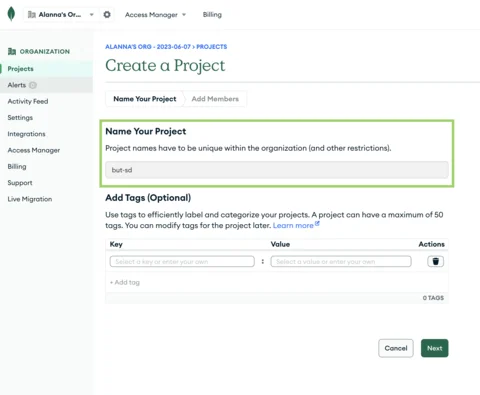 Alanna's Or...
Access Manager
Billing
ORGANIZATION
Projects
Alerts 0
Activity Feed
Settings
Integrations
Access Manager
Billing
Support
Live Migration
ALANNA'S ORG - 2023-06-07 > PROJECTS
Create a Project
Name Your Project
Add Members
Name Your Project
Project names have to be unique within the organization (and other restrictions).
but-sd
Add Tags (Optional)
Use tags to efficiently label and categorize your projects. A project can have a maximum of 50
tags. You can modify tags for the project later. Learn more
Key Value Actions
Select a key or enter your own : Select a value or enter your own
+ Add tag
0 TAGS
Cancel
Next